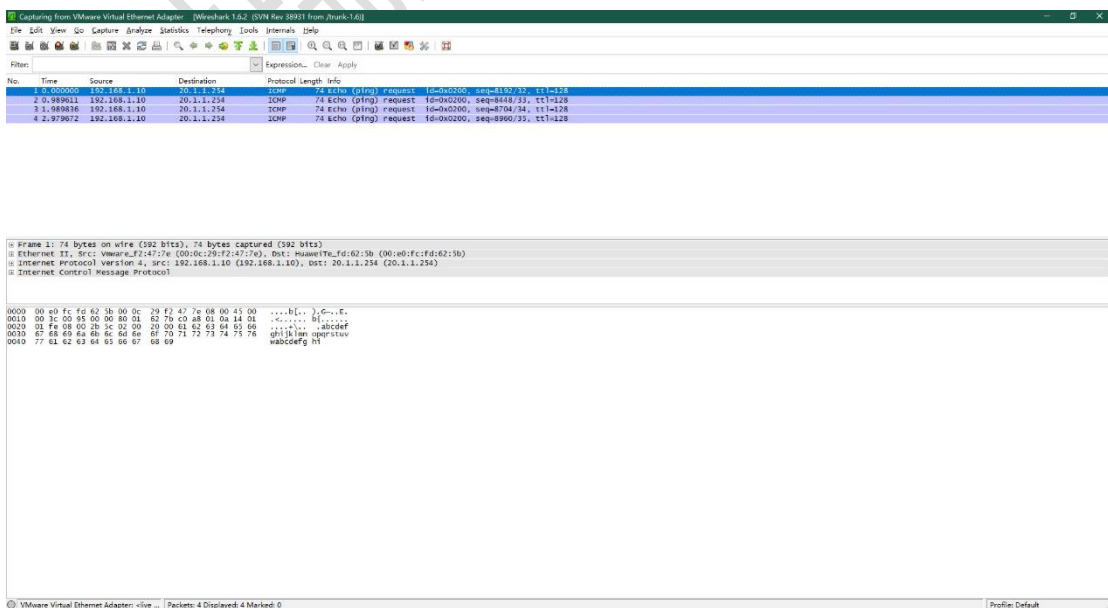 Capturing from VMware Virtual Ethernet Adapter [Wireshark 1.6.2 (SVN Rev 38931 from /trunk-1.6)]
File Edit View Go Capture Analyze Statistics Telephony Tools Internals Help
Filter: Expression... Clear Apply
No. Time Source Destination Protocol Length Info
1 0.000000 192.168.1.10 20.1.1.254 ICMP 74 Echo (ping) request id=0x0200, seq=8192/32, ttl=128
2 0.989611 192.168.1.10 20.1.1.254 ICMP 74 Echo (ping) request id=0x0200, seq=8448/33, ttl=128
3 1.989836 192.168.1.10 20.1.1.254 ICMP 74 Echo (ping) request id=0x0200, seq=8704/34, ttl=128
4 2.979672 192.168.1.10 20.1.1.254 ICMP 74 Echo (ping) request id=0x0200, seq=8960/35, ttl=128
Frame 1: 74 bytes on wire (592 bits), 74 bytes captured (592 bits)
Ethernet II, Src: Vmware_f2:47:7e (00:0c:29:f2:47:7e), Dst: HuaweiTe_fd:62:5b (00:e0:fc:fd:62:5b)
Internet Protocol Version 4, Src: 192.168.1.10 (192.168.1.10), Dst: 20.1.1.254 (20.1.1.254)
Internet Control Message Protocol
0000 00 e0 fc fd 62 5b 00 0c 29 f2 47 7e 08 00 45 00 ....b[.. ).G~..E.
0010 00 3c 00 95 00 00 80 01 62 7b c0 a8 01 0a 14 01 .<...... b{......
0020 01 fe 08 00 2b 5c 02 00 20 00 61 62 63 64 65 66 ....+\.. .abcdef
0030 67 68 69 6a 6b 6c 6d 6e 6f 70 71 72 73 74 75 76 ghijklmn opqrstuv
0040 77 61 62 63 64 65 66 67 68 69 wabcdefg hi
VMware Virtual Ethernet Adapter: <live ... Packets: 4 Displayed: 4 Marked: 0 Profile: Default